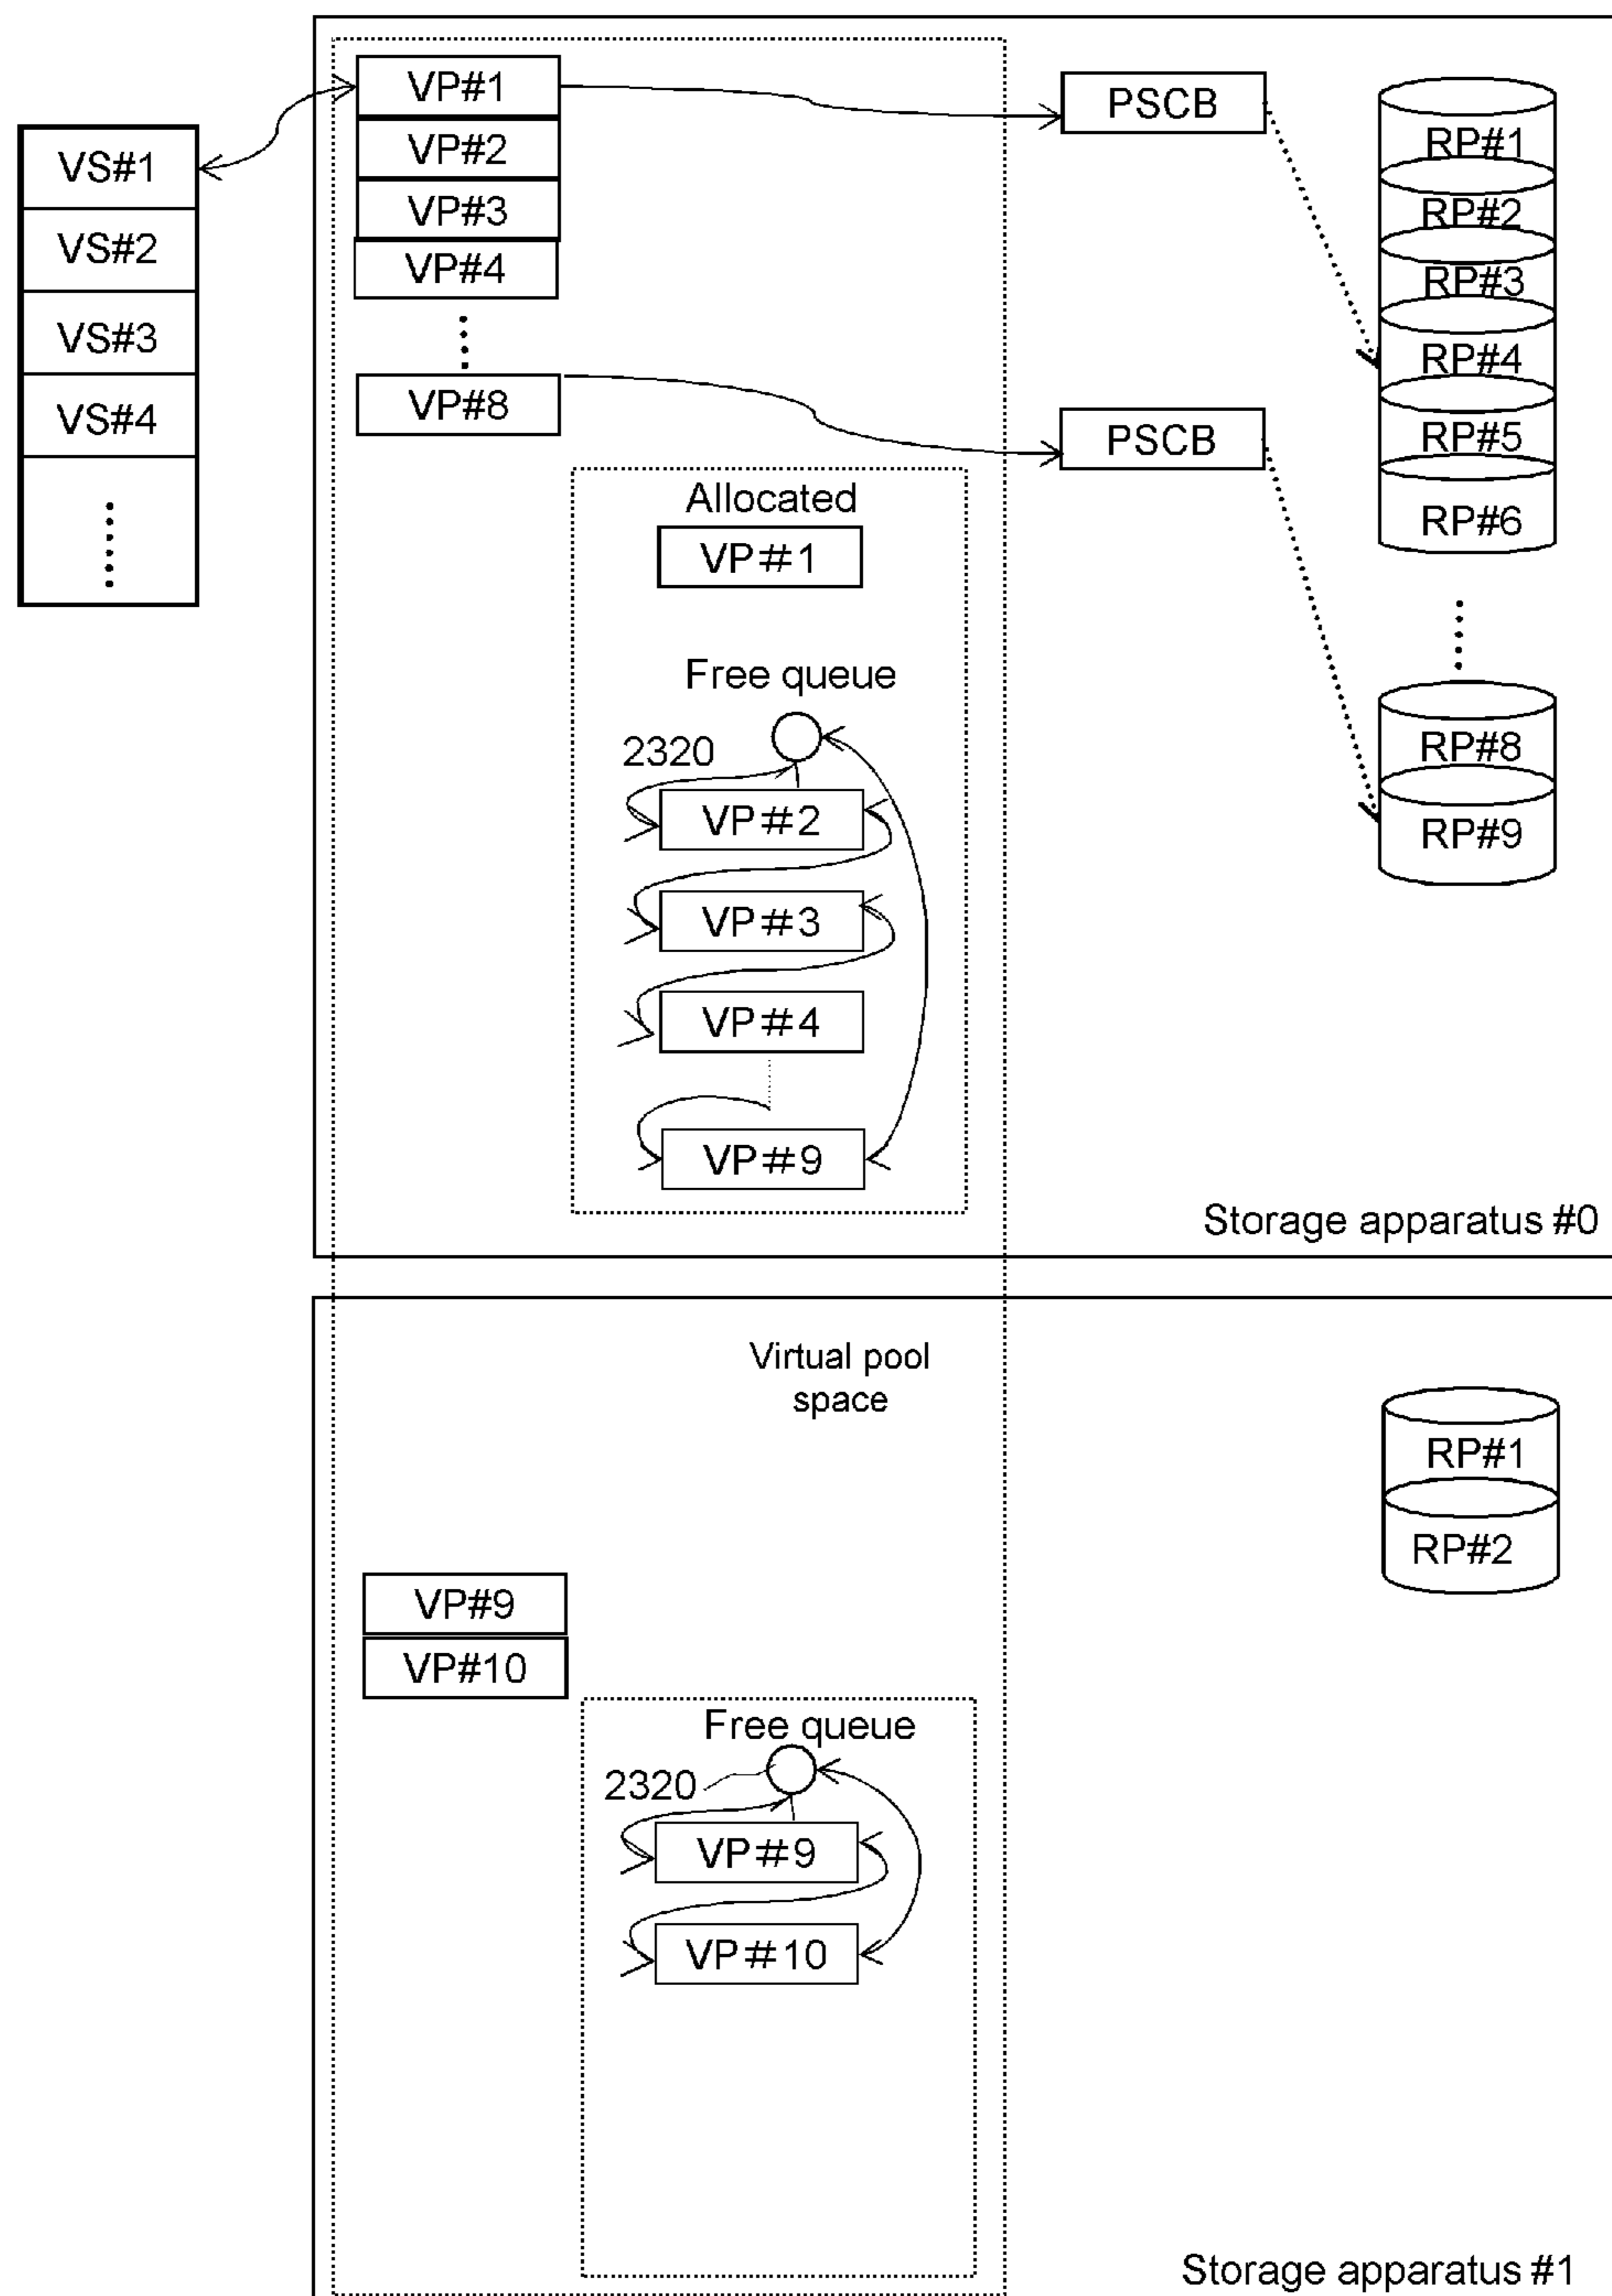 VS#1
VS#2
VS#3
VS#4
VP#1
VP#2
VP#3
VP#4
VP#8
PSCB
PSCB
RP#1
RP#2
RP#3
RP#4
RP#5
RP#6
RP#8
RP#9
Allocated
VP#1
Free queue
2320
VP#2
VP#3
VP#4
VP#9
Storage apparatus #0
Virtual pool
space
RP#1
RP#2
VP#9
VP#10
Free queue
2320
VP#9
VP#10
Storage apparatus #1